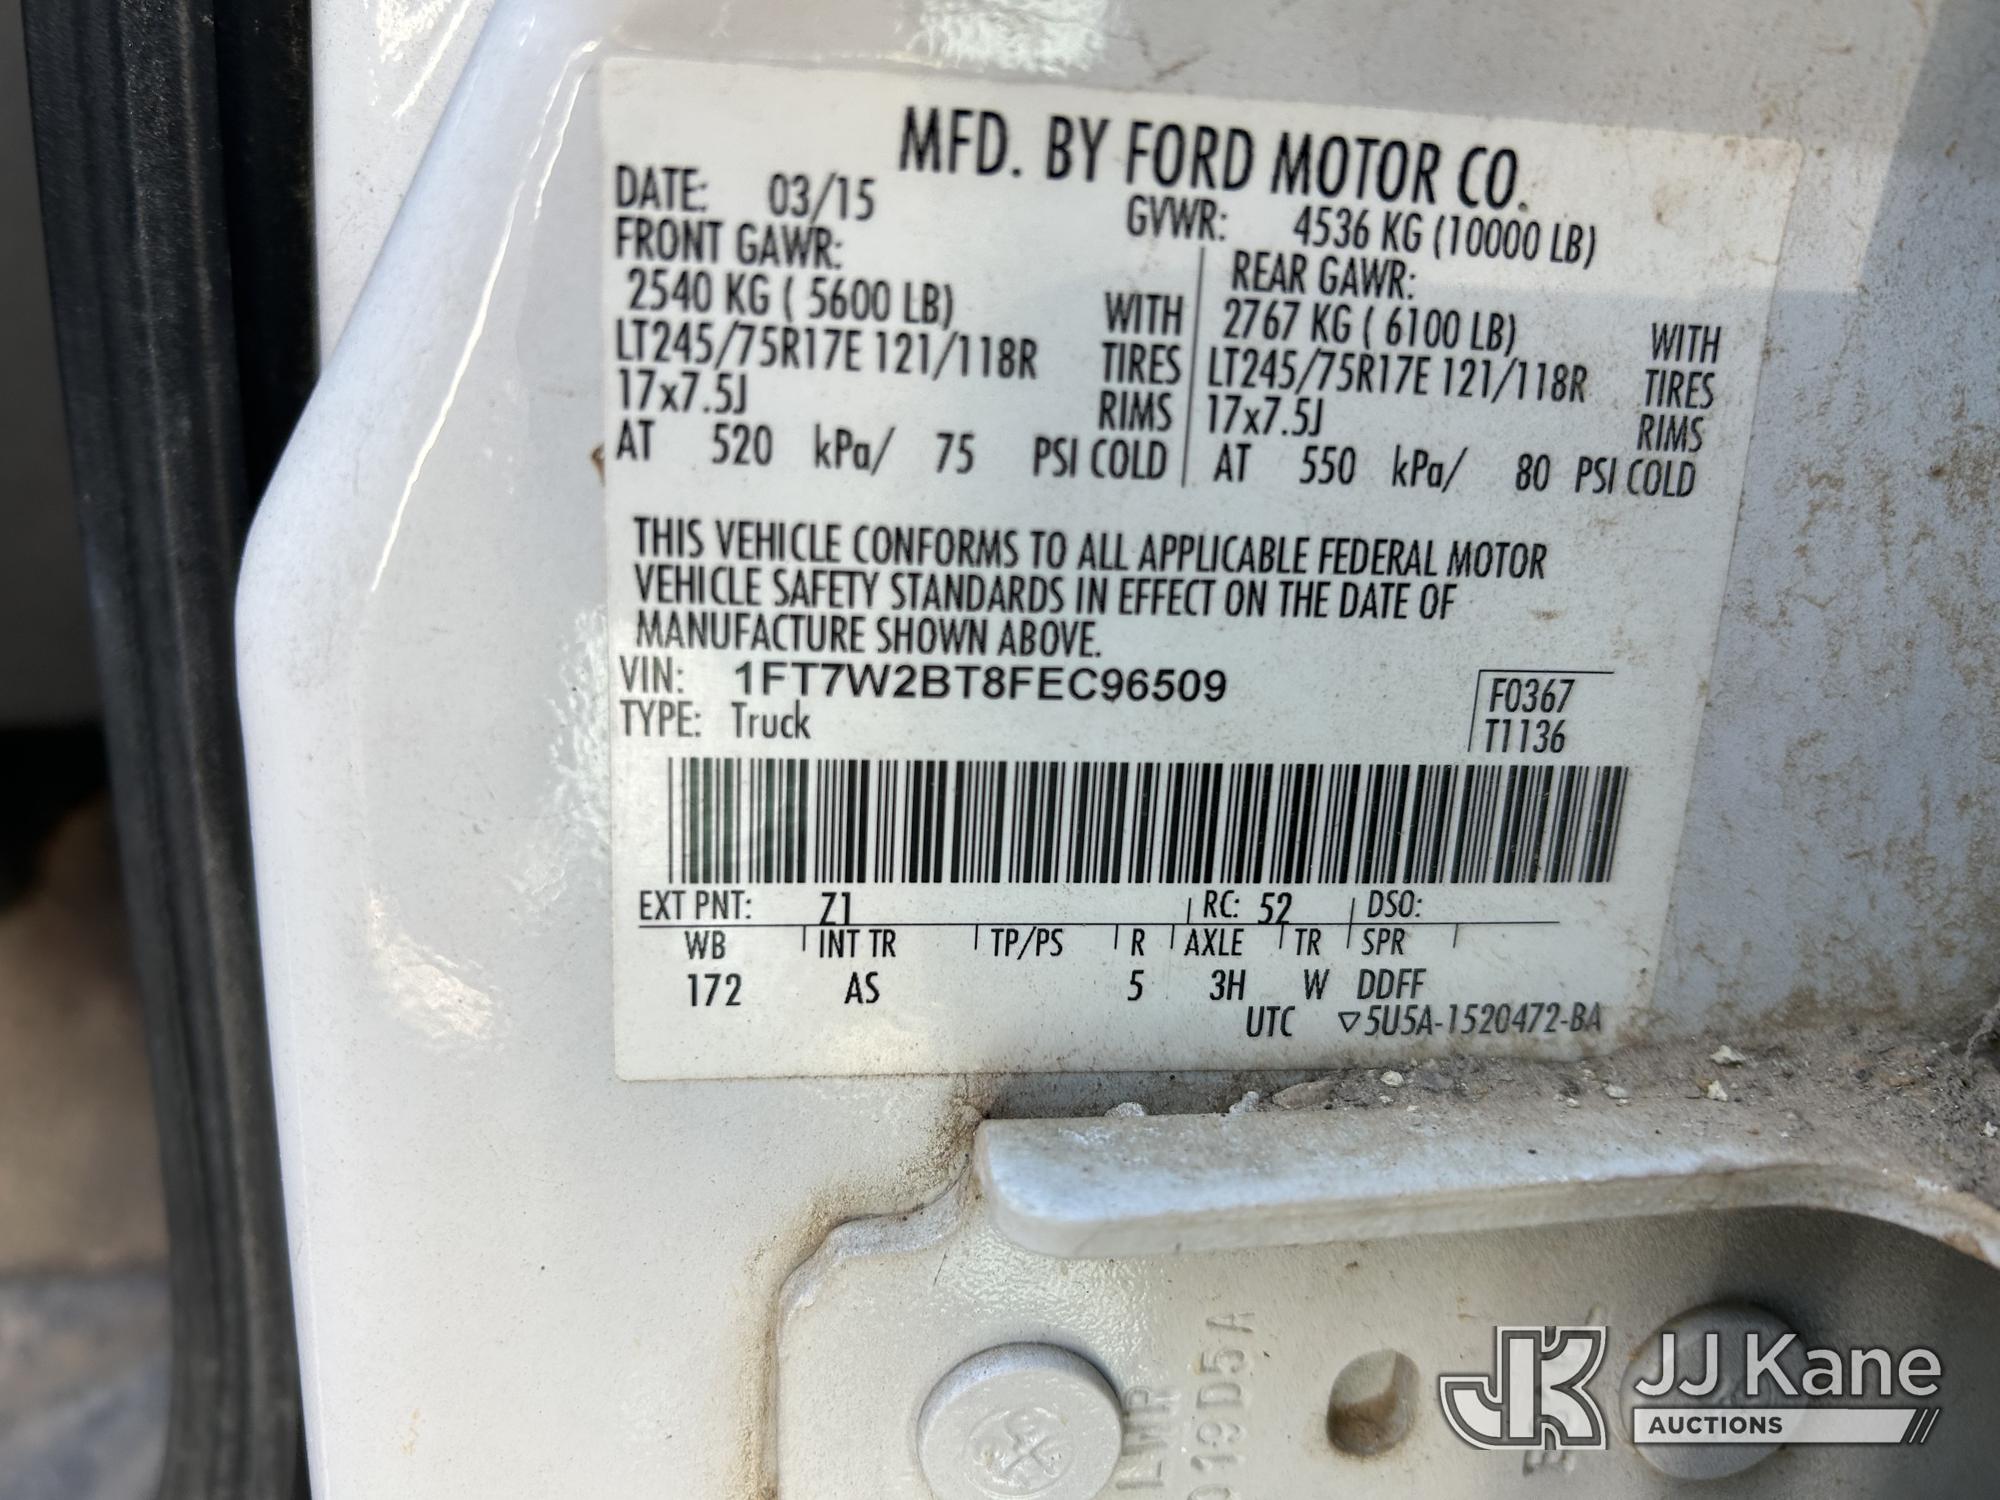 MFD. BY FORD MOTOR CO.
DATE: 03/15 GVWR: 4536 KG (10000 LB)
FRONT GAWR: REAR GAWR:
2540 KG ( 5600 LB) WITH 2767 KG ( 6100 LB) WITH
LT245/75R17E 121/118R TIRES LT245/75R17E 121/118R TIRES
17x7.5J RIMS 17x7.5J RIMS
AT 520 kPa/ 75 PSI COLD AT 550 kPa/ 80 PSI COLD
THIS VEHICLE CONFORMS TO ALL APPLICABLE FEDERAL MOTOR
VEHICLE SAFETY STANDARDS IN EFFECT ON THE DATE OF
MANUFACTURE SHOWN ABOVE.
VIN: 1FT7W2BT8FEC96509 F0367
TYPE: Truck T1136
EXT PNT: Z1 RC: 52 DSO:
WB INT TR TP/PS R AXLE TR SPR
172 AS 5 3H W DDFF
UTC ▽5U5A-1520472-BA
LWR
019D5A
JK JJ Kane
AUCTIONS